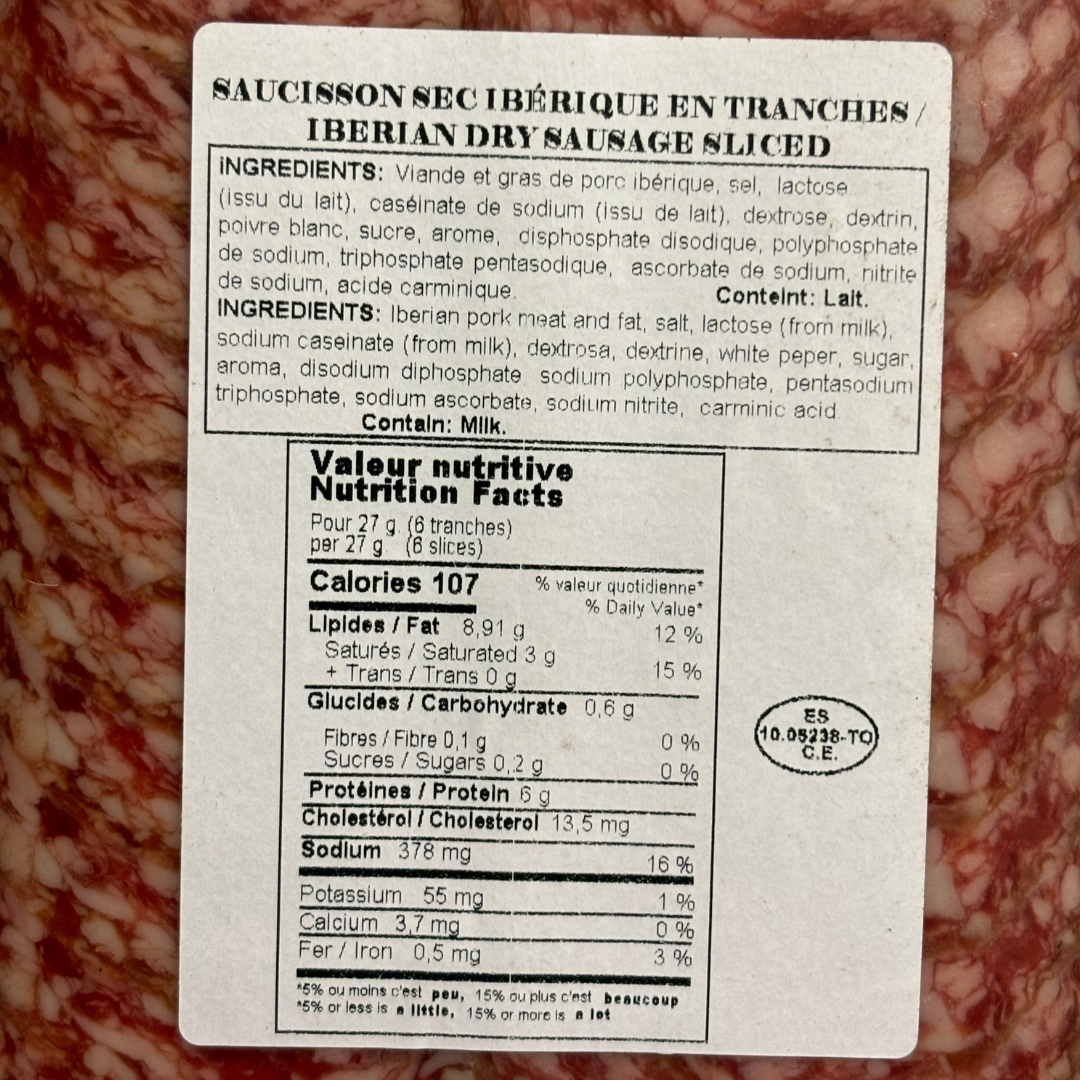 SAUCISSON SEC IBÉRIQUE EN TRANCHES /
IBERIAN DRY SAUSAGE SLICED
INGREDIENTS: Viande et gras de porc ibérique, sel, lactose
(issu du lait), caséinate de sodium (issu de lait), dextrose, dextrin,
poivre blanc, sucre, arome, disphosphate disodique, polyphosphate
de sodium, triphosphate pentasodique, ascorbate de sodium, nitrite
de sodium, acide carminique. Conteint: Lait.
INGREDIENTS: Iberian pork meat and fat, salt, lactose (from milk),
sodium caseinate (from milk), dextrosa, dextrine, white peper, sugar,
aroma, disodium diphosphate sodium polyphosphate, pentasodium
triphosphate, sodium ascorbate, sodium nitrite, carminic acid
Contain: Milk.
Valeur nutritive
Nutrition Facts
Pour 27 g. (6 tranches)
per 27 g. (6 slices)
Calories 107 % valeur quotidienne*
% Daily Value*
Lipides / Fat 8,91 g 12 %
Saturés / Saturated 3 g
+ Trans / Trans 0 g 15 %
Glucides / Carbohydrate 0,6 g
Fibres / Fibre 0,1 g 0 %
Sucres / Sugars 0,2 g 0 %
Protéines / Protein 6 g
Cholestérol / Cholesterol 13,5 mg
Sodium 378 mg 16 %
Potassium 55 mg 1 %
Calcium 3,7 mg 0 %
Fer / Iron 0,5 mg 3 %
*5% ou moins c'est peu, 15% ou plus c'est beaucoup
*5% or less is a little, 15% or more is a lot
ES
10.05238-TO
C.E.